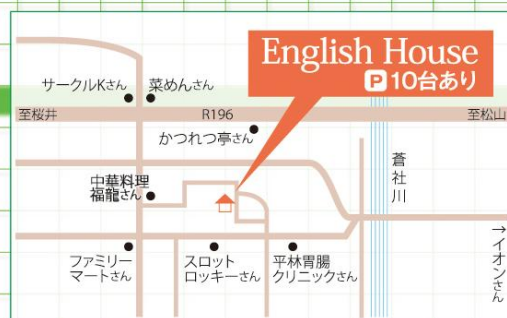 English House
P 10台あり
サークルKさん
菜めんさん
至桜井
R196
至松山
かつれつ亭さん
中華料理
福龍さん
蒼社川
ファミリー
マートさん
スロット
ロッキーさん
平林胃腸
クリニックさん
→イオンさん